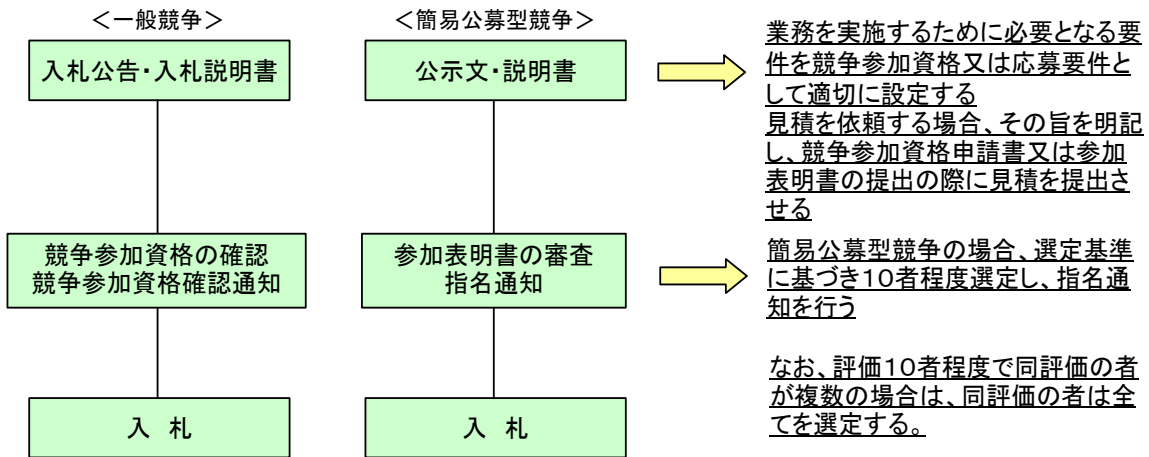 ＜一般競争＞
＜簡易公募型競争＞
入札公告・入札説明書
公示文・説明書
業務を実施するために必要となる要
件を競争参加資格又は応募要件と
して適切に設定する
見積を依頼する場合、その旨を明記
し、競争参加資格申請書又は参加
表明書の提出の際に見積を提出さ
せる
競争参加資格の確認
競争参加資格確認通知
参加表明書の審査
指名通知
簡易公募型競争の場合、選定基準
に基づき１０者程度選定し、指名通
知を行う
なお、評価１０者程度で同評価の者
が複数の場合は、同評価の者は全
てを選定する。
入　札
入　札